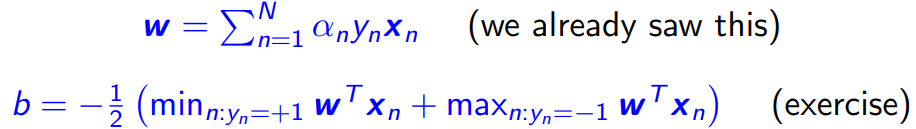 w = ∑_{n=1}^{N} α_n y_n x_n (we already saw this)
b = −½ (min_{n:y_n=+1} w^T x_n + max_{n:y_n=−1} w^T x_n) (exercise)